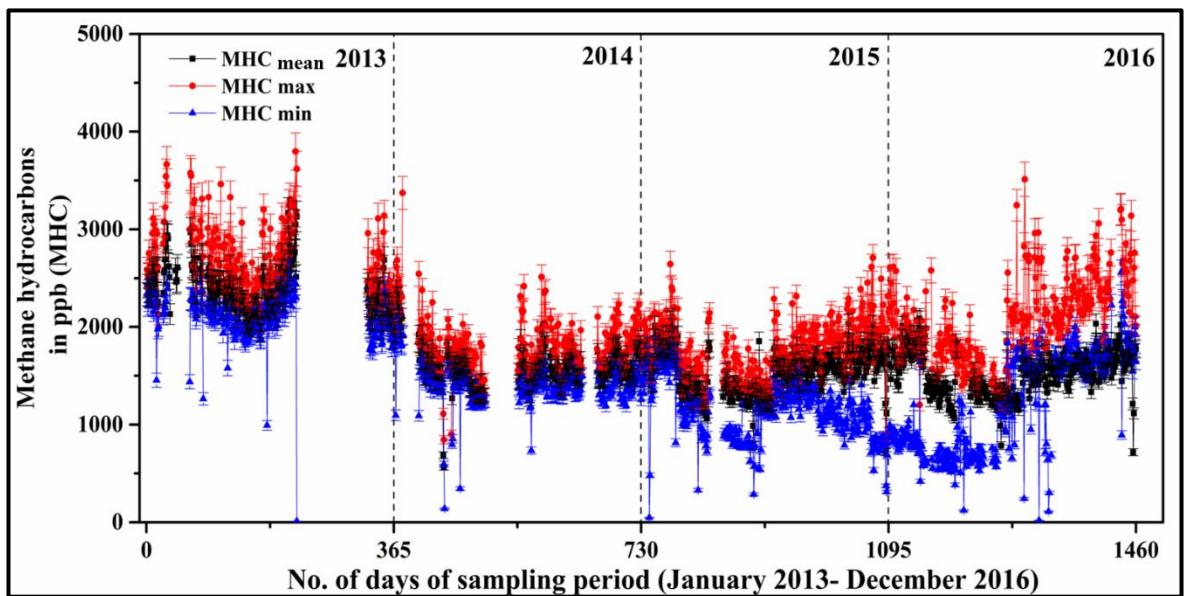 Methane hydrocarbons
in ppb (MHC)
5000
4000
3000
2000
1000
0
MHC mean
MHC max
MHC min
2013
2014
2015
2016
0
365
730
1095
1460
No. of days of sampling period (January 2013- December 2016)